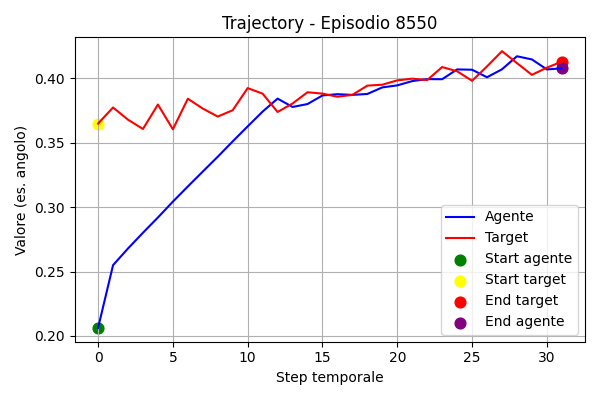 Trajectory - Episodio 8550
Valore (es. angolo)
0.40
0.35
0.30
0.25
0.20
0 5 10 15 20 25 30
Step temporale
Agente
Target
Start agente
Start target
End target
End agente